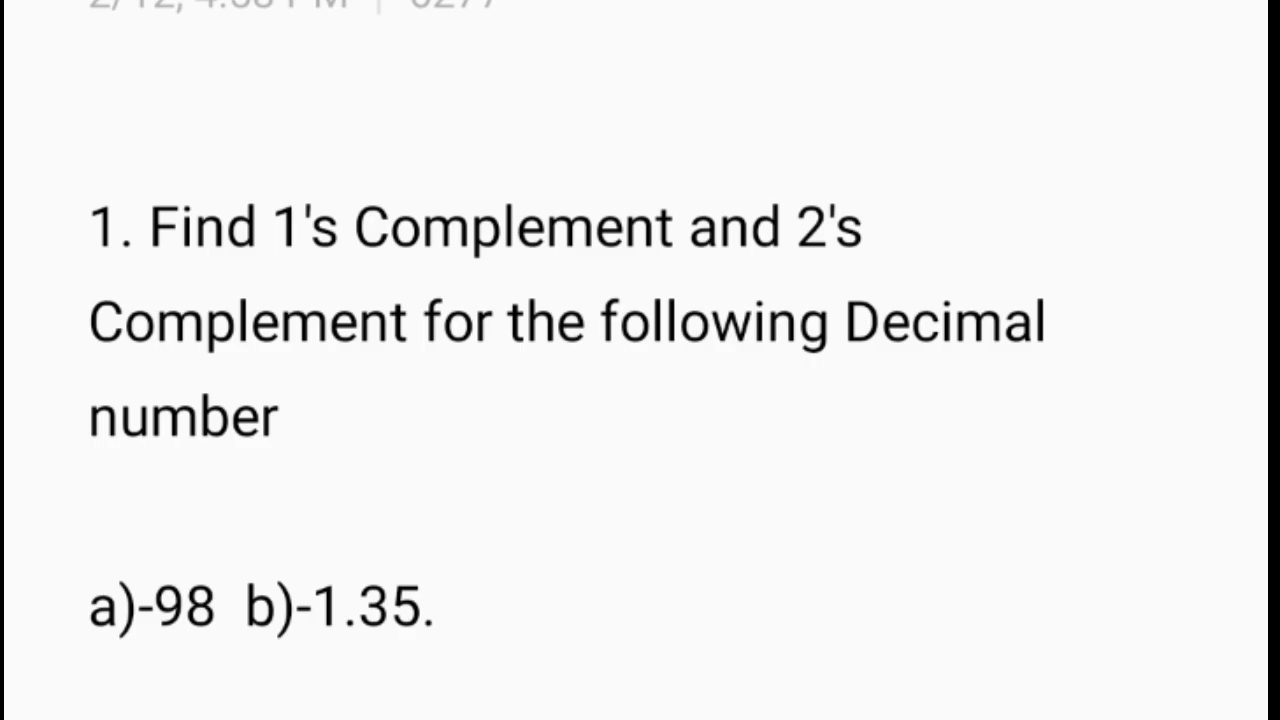 1. Find 1's Complement and 2's
Complement for the following Decimal
number
a)-98 b)-1.35.